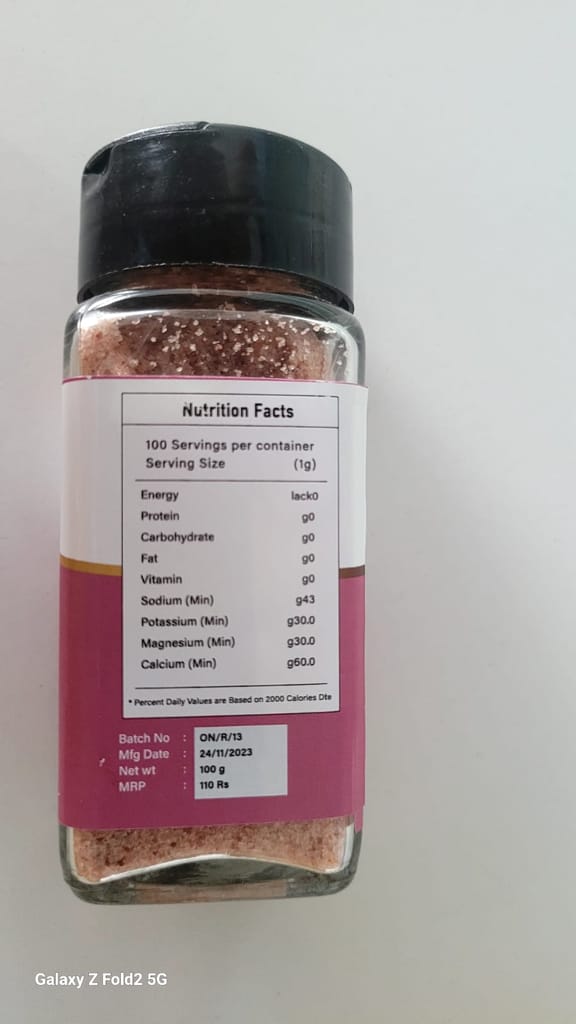 Nutrition Facts
100 Servings per container
Serving Size (1g)
Energy lack0
Protein g0
Carbohydrate g0
Fat g0
Vitamin g0
Sodium (Min) g43
Potassium (Min) g30.0
Magnesium (Min) g30.0
Calcium (Min) g60.0
* Percent Daily Values are Based on 2000 Calories Dte
Batch No : ON/R/13
Mfg Date : 24/11/2023
Net wt : 100 g
MRP : 110 Rs
Galaxy Z Fold2 5G